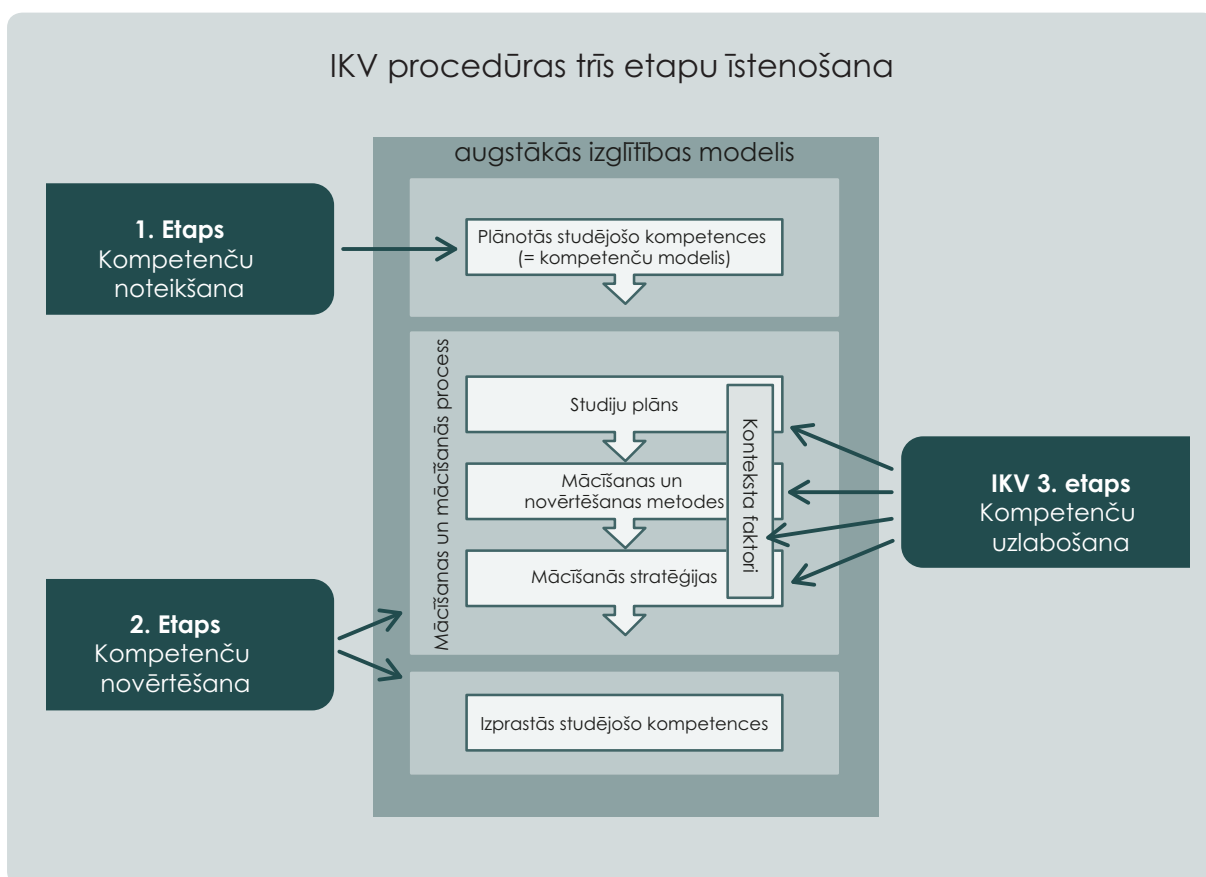 IKV procedūras trīs etapu īstenošana
augstākās izglītības modelis
1. Etaps
Kompetenču
noteikšana
Plānotās studējošo kompetences
(= kompetenču modelis)
Mācīšanas un mācīšanās process
Studiju plāns
Mācīšanas un
novērtēšanas metodes
Mācīšanās stratēģijas
Konteksta faktori
IKV 3. etaps
Kompetenču
uzlabošana
2. Etaps
Kompetenču
novērtēšana
Izprastās studējošo kompetences